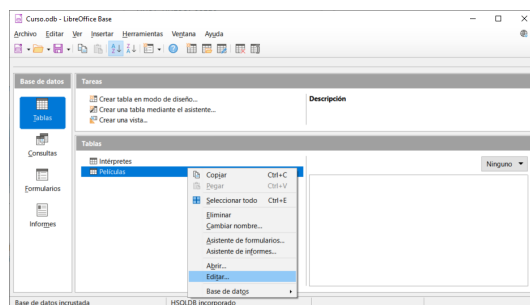 Curso.odb - LibreOffice Base
Archivo Editar Ver Insertar Herramientas Ventana Ayuda
Base de datos
Tareas
Tablas
Consultas
Formularios
Informes
Crear tabla en modo de diseño...
Crear una tabla mediante el asistente...
Crear una vista...
Descripción
Tablas
Intérpretes
Películas
Ninguno
Copiar Ctrl+C
Pegar Ctrl+V
Seleccionar todo Ctrl+E
Eliminar
Cambiar nombre...
Asistente de formularios...
Asistente de informes...
Abrir...
Editar...
Base de datos
Base de datos incrustada
HSQLDB incorporado